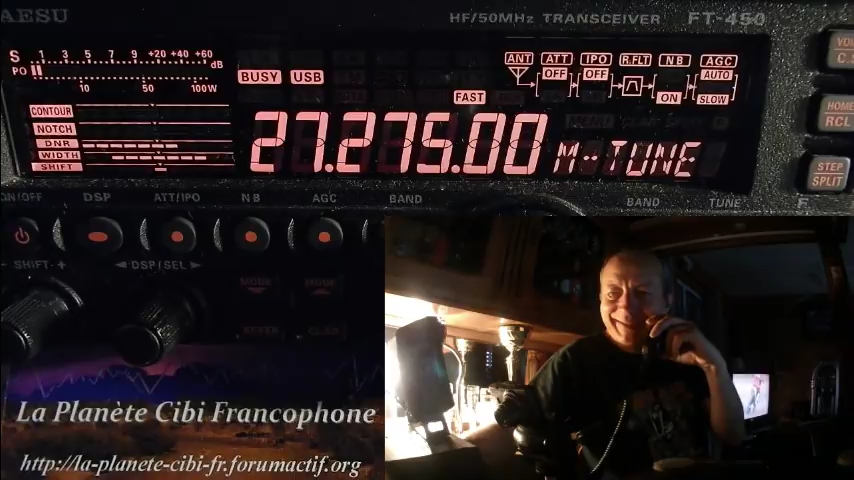 AESU HF/50MHz TRANSCEIVER FT-450
S 1 3 5 7 9 +20 +40 +60 dB
PO 10 50 100W
BUSY USB
FAST
ANT ATT IPO R.FLT NB AGC
OFF OFF AUTO
ON SLOW
CONTOUR
NOTCH
DNR
WIDTH
SHIFT
27.275.00 M-TUNE
VOL
HOME
RCL
STEP
SPLIT
ON/OFF DSP ATT/IPO NB AGC BAND BAND TUNE F
- SHIFT + ◄DSP/SEL►
MODE MODE
La Planète Cibi Francophone
http://la-planete-cibi-fr.forumactif.org